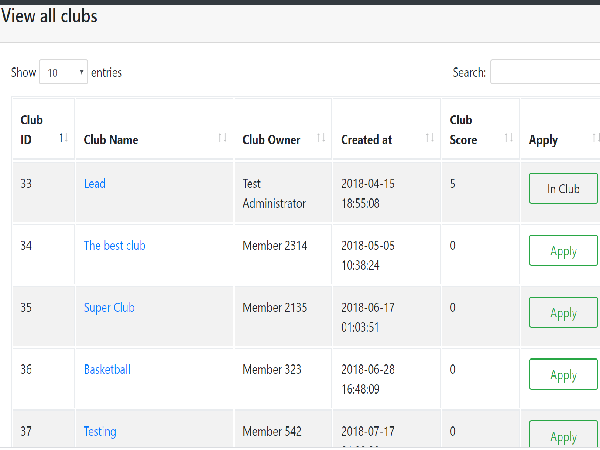 View all clubs
Show 10 entries Search:
Club ID Club Name Club Owner Created at Club Score Apply
33 Lead Test Administrator 2018-04-15 18:55:08 5 In Club
34 The best club Member 2314 2018-05-05 10:38:24 0 Apply
35 Super Club Member 2135 2018-06-17 01:03:51 0 Apply
36 Basketball Member 323 2018-06-28 16:48:09 0 Apply
37 Testing Member 542 2018-07-17 0 Apply